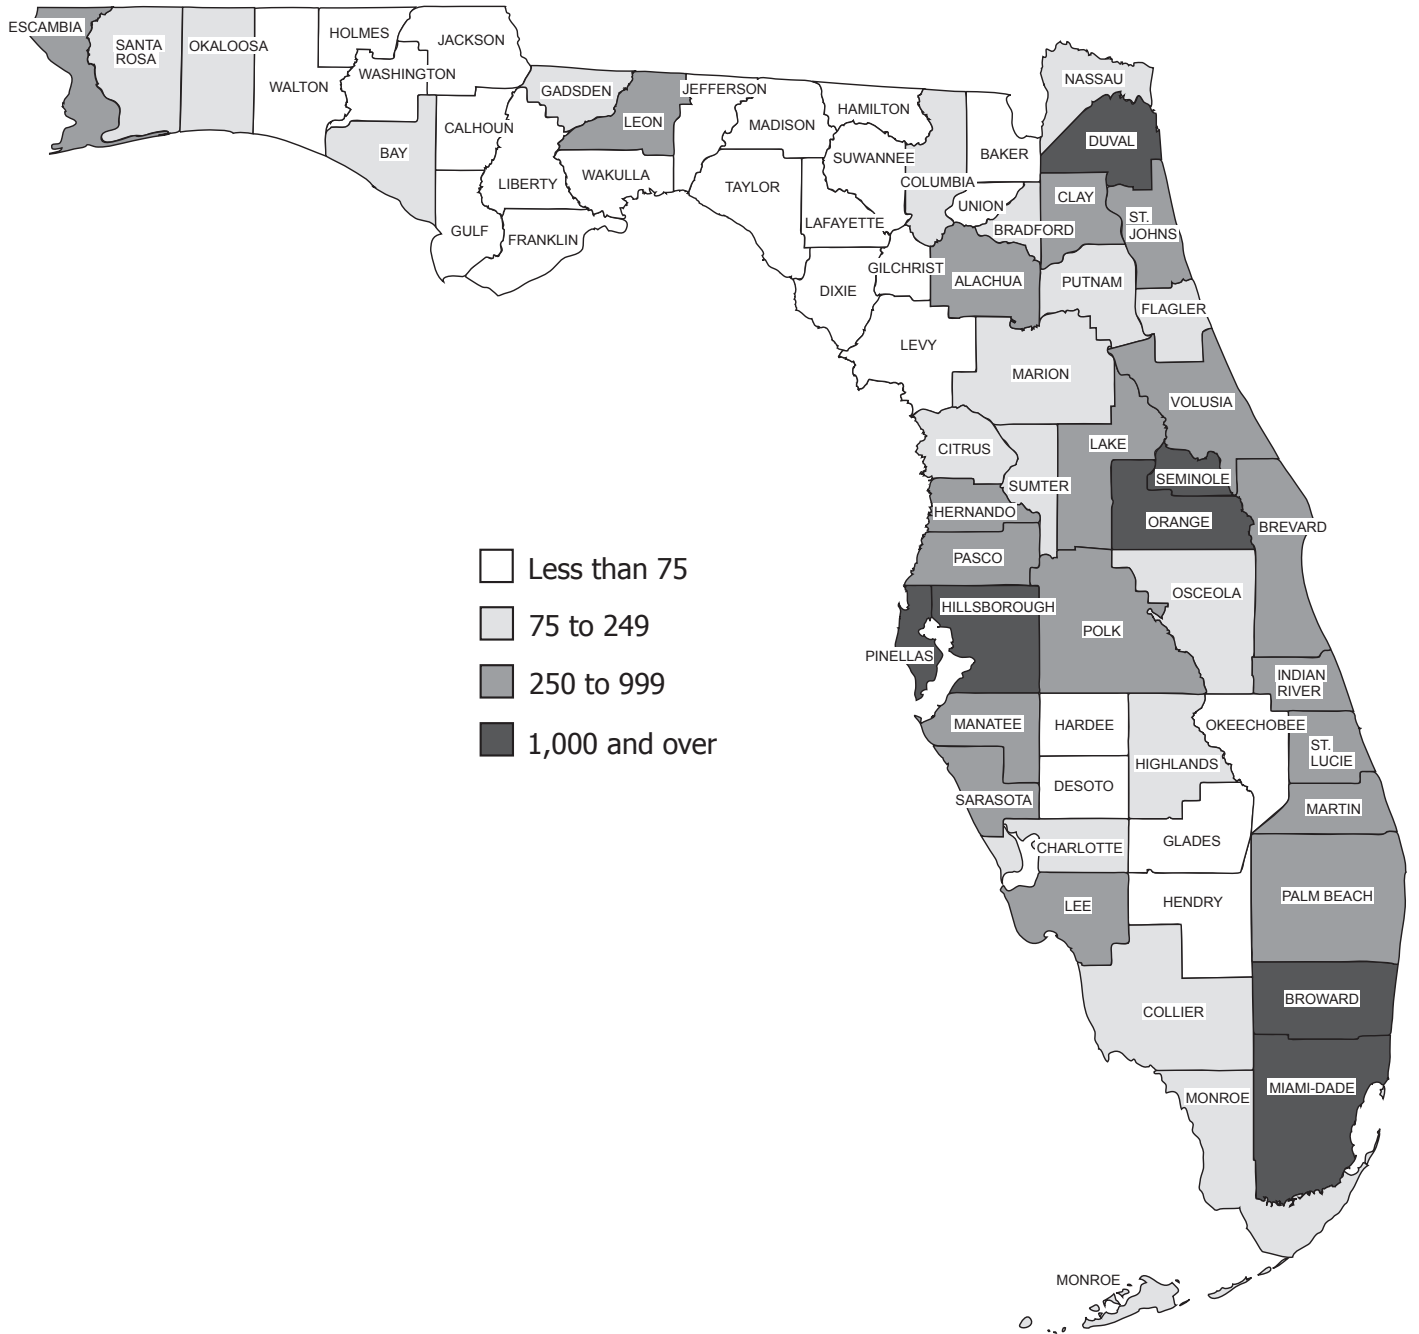 ESCAMBIA
SANTA
ROSA
OKALOOSA
WALTON
HOLMES
WASHINGTON
JACKSON
BAY
CALHOUN
GULF
LIBERTY
FRANKLIN
GADSDEN
LEON
WAKULLA
JEFFERSON
MADISON
TAYLOR
HAMILTON
SUWANNEE
LAFAYETTE
DIXIE
COLUMBIA
GILCHRIST
BAKER
UNION
BRADFORD
ALACHUA
LEVY
NASSAU
DUVAL
CLAY
ST.
JOHNS
PUTNAM
FLAGLER
MARION
VOLUSIA
CITRUS
SUMTER
LAKE
SEMINOLE
ORANGE
BREVARD
HERNANDO
PASCO
HILLSBOROUGH
PINELLAS
POLK
OSCEOLA
INDIAN
RIVER
MANATEE
HARDEE
HIGHLANDS
OKEECHOBEE
ST.
LUCIE
SARASOTA
DESOTO
MARTIN
CHARLOTTE
GLADES
LEE
HENDRY
PALM BEACH
COLLIER
BROWARD
MONROE
MIAMI-DADE
MONROE
Less than 75
75 to 249
250 to 999
1,000 and over